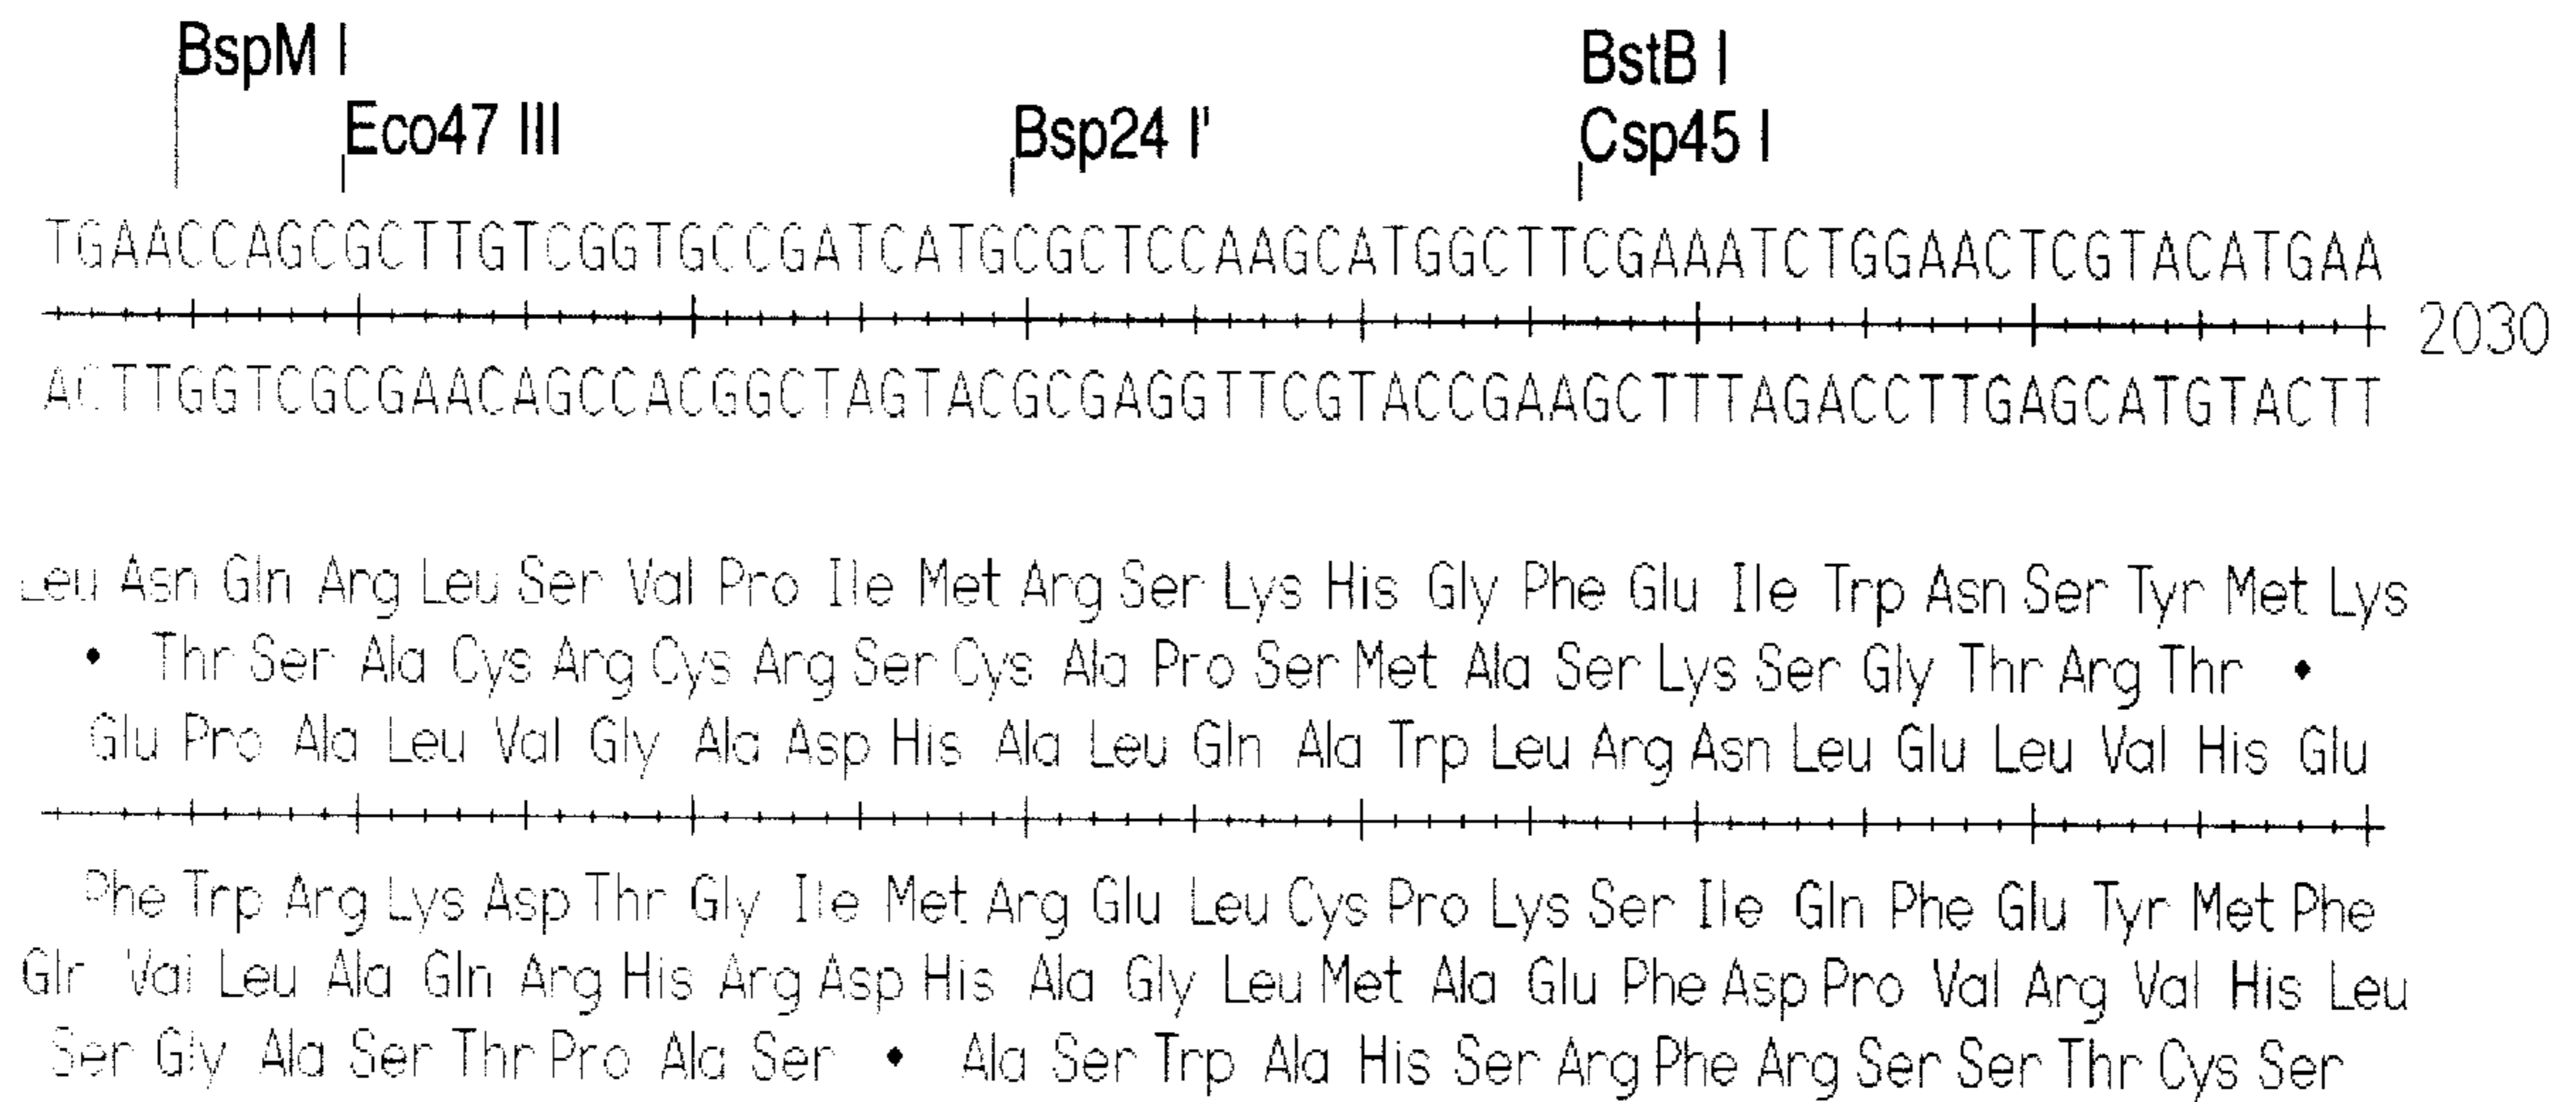 BspM I
BstB I
Eco47 III
Bsp24 I'
Csp45 I
TGAACCAGCGCTTGTCGGTGCCGATCATGCGCTCCAAGCATGGCTTCGAAATCTGGAACTCGTACATGAA
2030
ACTTGGTCGCGAACAGCCACGGCTAGTACGCGAGGTTCGTACCGAAGCTTTAGACCTTGAGCATGTACTT
Leu Asn Gln Arg Leu Ser Val Pro Ile Met Arg Ser Lys His Gly Phe Glu Ile Trp Asn Ser Tyr Met Lys
• Thr Ser Ala Cys Arg Cys Arg Ser Cys Ala Pro Ser Met Ala Ser Lys Ser Gly Thr Arg Thr •
Glu Pro Ala Leu Val Gly Ala Asp His Ala Leu Gln Ala Trp Leu Arg Asn Leu Glu Leu Val His Glu
Phe Trp Arg Lys Asp Thr Gly Ile Met Arg Glu Leu Cys Pro Lys Ser Ile Gln Phe Glu Tyr Met Phe
Gln Val Leu Ala Gln Arg His Arg Asp His Ala Gly Leu Met Ala Glu Phe Asp Pro Val Arg Val His Leu
Ser Gly Ala Ser Thr Pro Ala Ser • Ala Ser Trp Ala His Ser Arg Phe Arg Ser Ser Thr Cys Ser